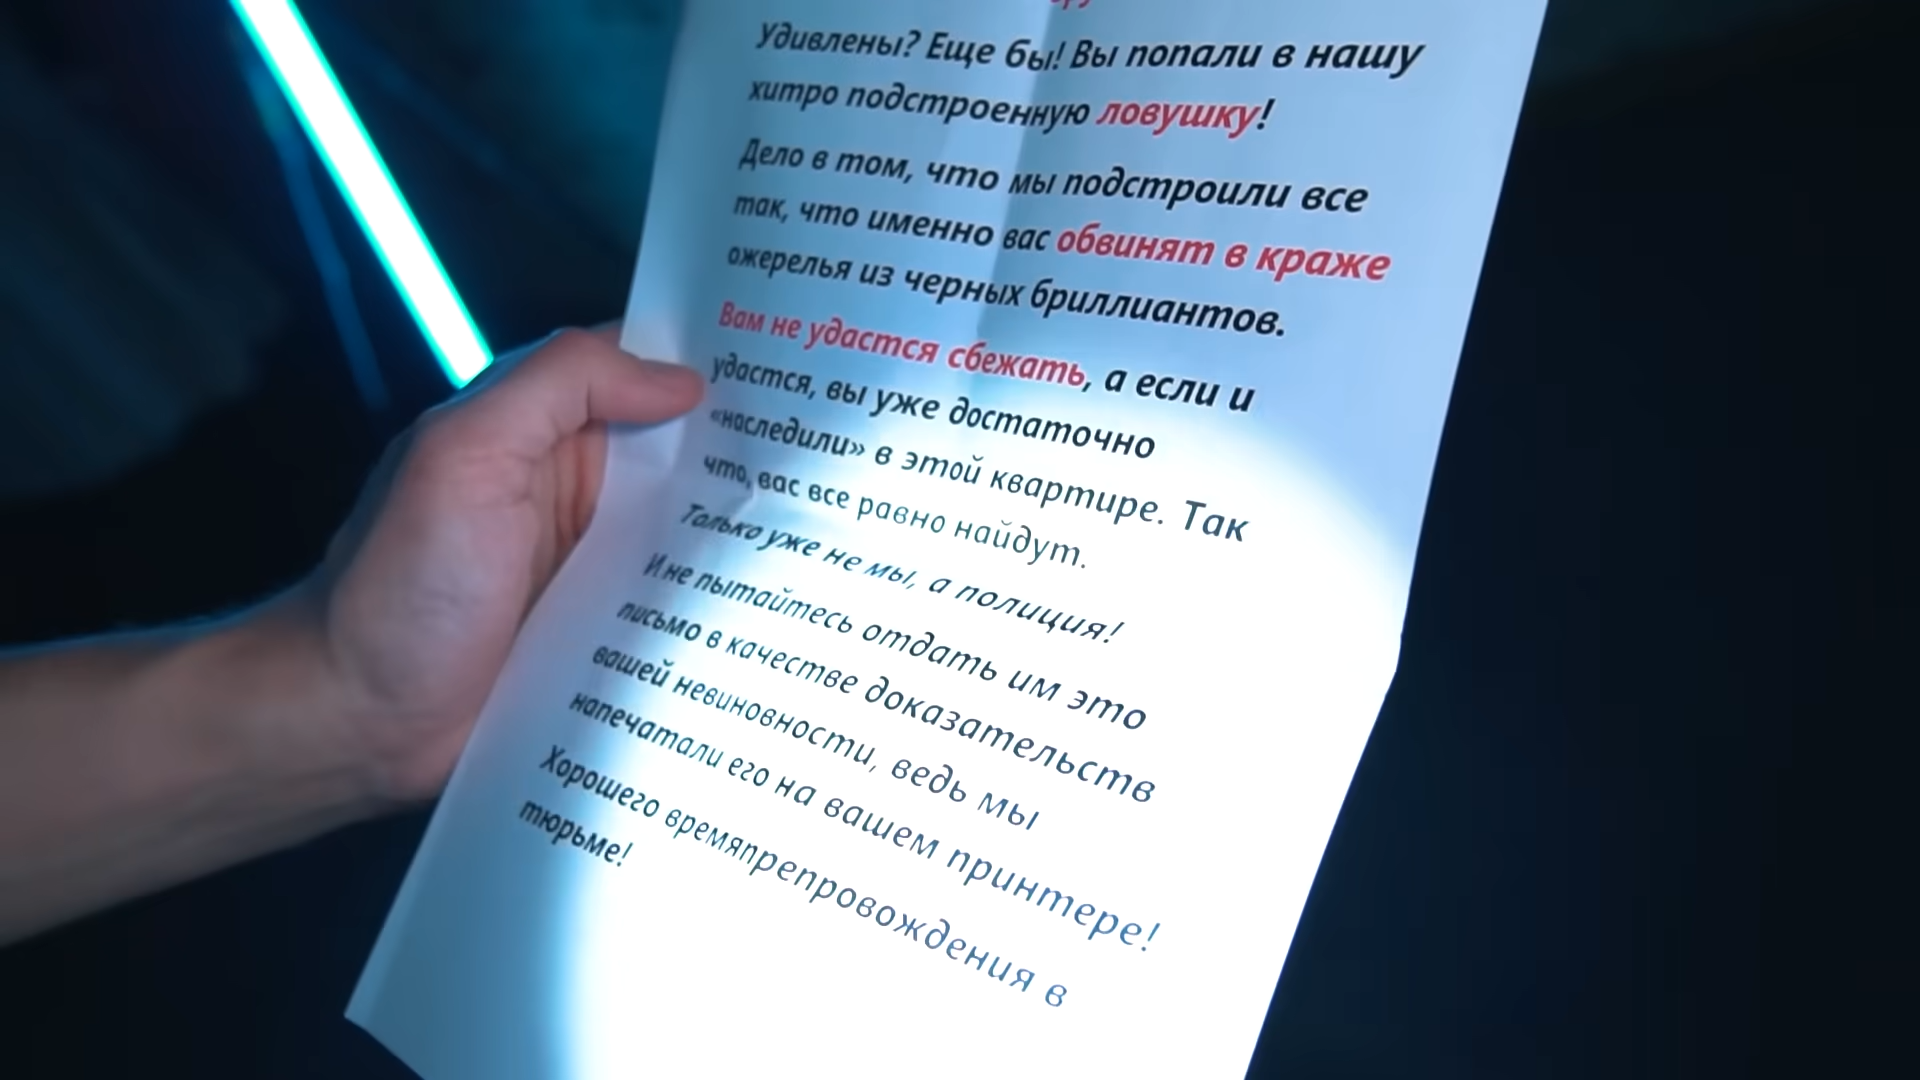 Удивлены? Еще бы! Вы попали в нашу
хитро подстроенную ловушку!
Дело в том, что мы подстроили все
так, что именно вас обвинят в краже
ожерелья из черных бриллиантов.
Вам не удастся сбежать, а если и
удастся, вы уже достаточно
«наследили» в этой квартире. Так
что, вас все равно найдут.
Только уже не мы, а полиция!
И не пытайтесь отдать им это
письмо в качестве доказательств
вашей невиновности, ведь мы
напечатали его на вашем принтере!
Хорошего времяпрепровождения в
тюрьме!